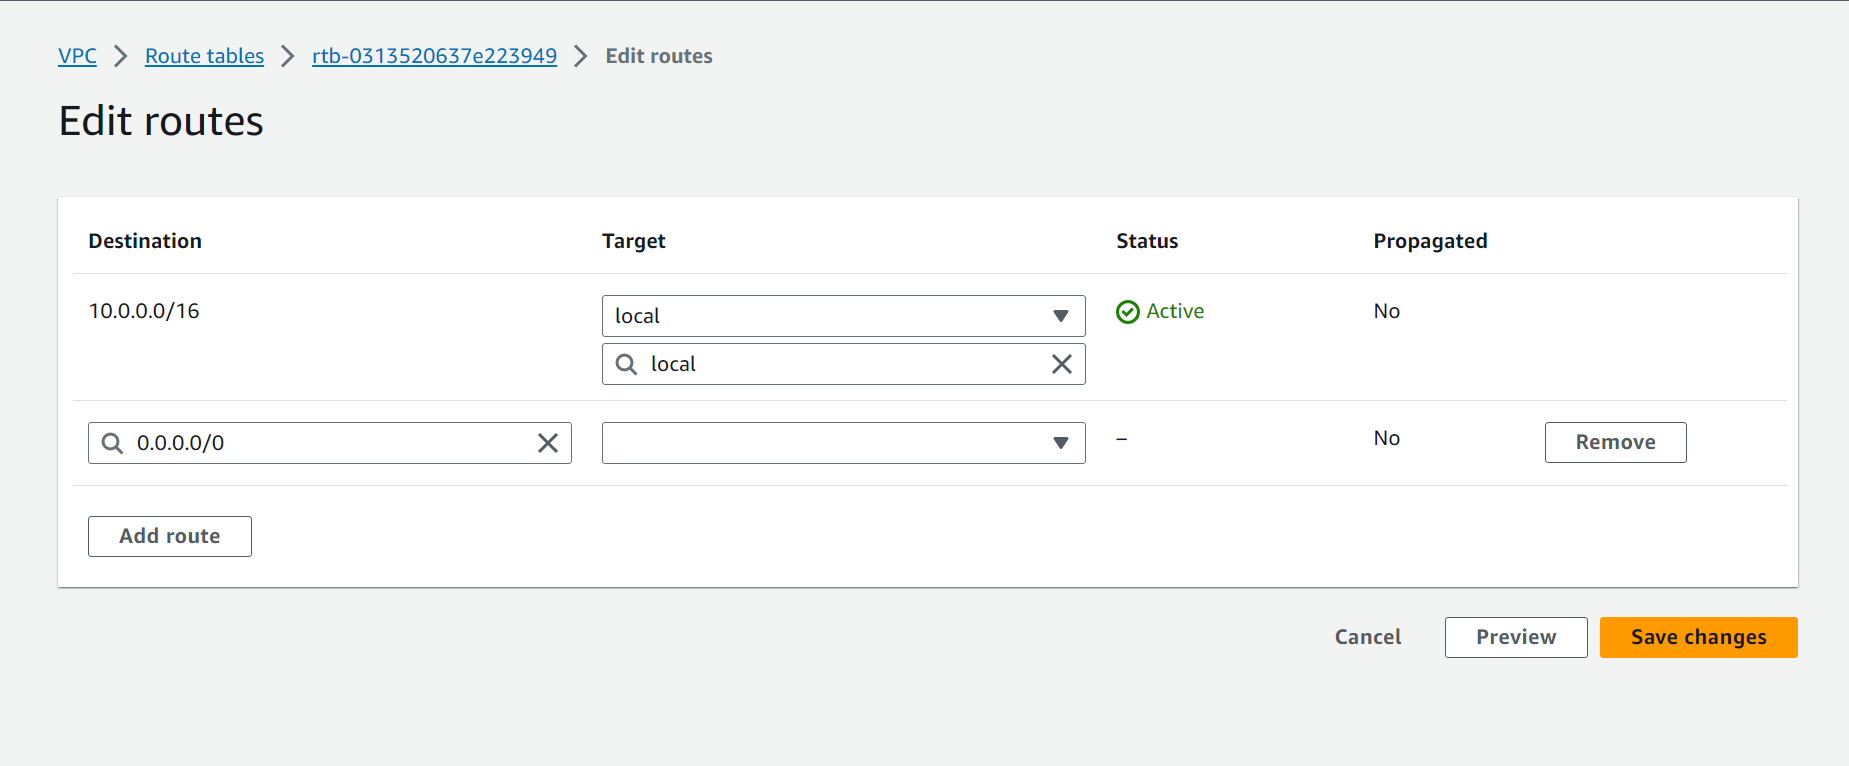 VPC Route tables rtb-0313520637e223949 Edit routes
Edit routes
Destination Target Status Propagated
10.0.0.0/16 local Active No
local
0.0.0.0/0 – No Remove
Add route
Cancel Preview Save changes